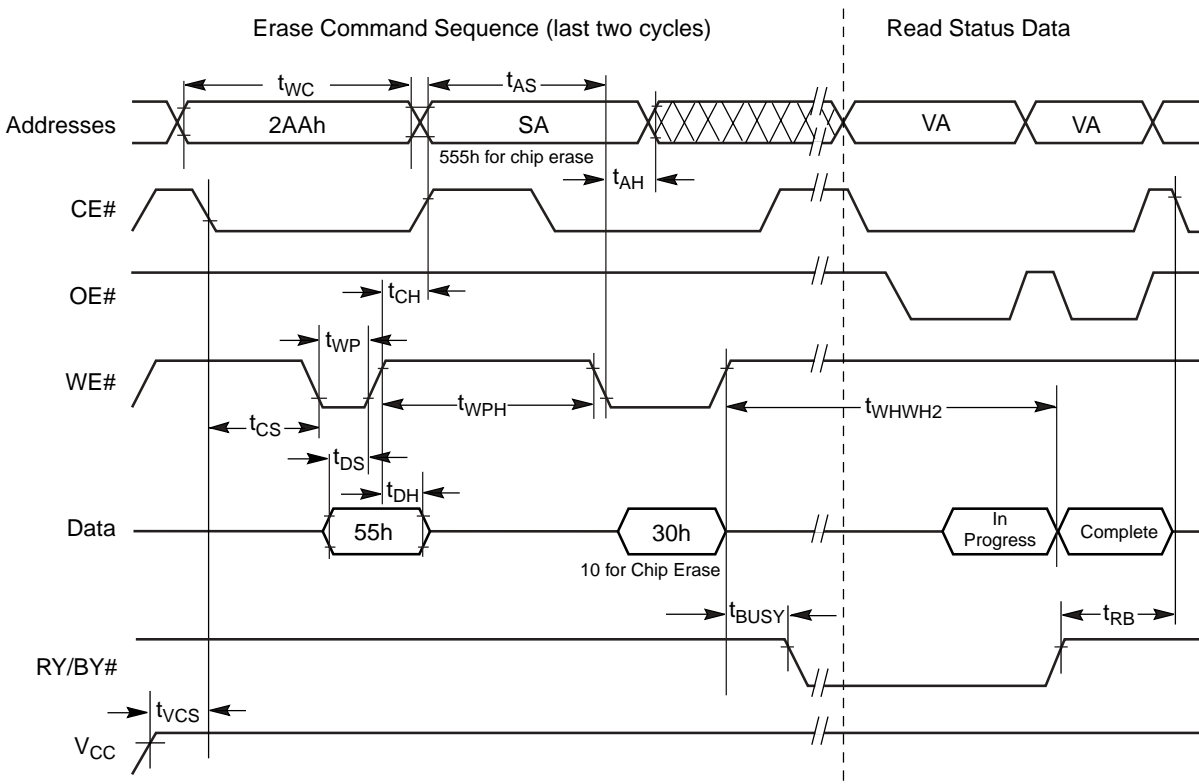 Erase Command Sequence (last two cycles)
Read Status Data
tWC
tAS
Addresses
2AAh
SA
VA
VA
555h for chip erase
tAH
CE#
OE#
tCH
tWP
WE#
tWPH
tWHWH2
tCS
tDS
tDH
Data
55h
30h
In
Progress
Complete
10 for Chip Erase
tBUSY
tRB
RY/BY#
tVCS
VCC